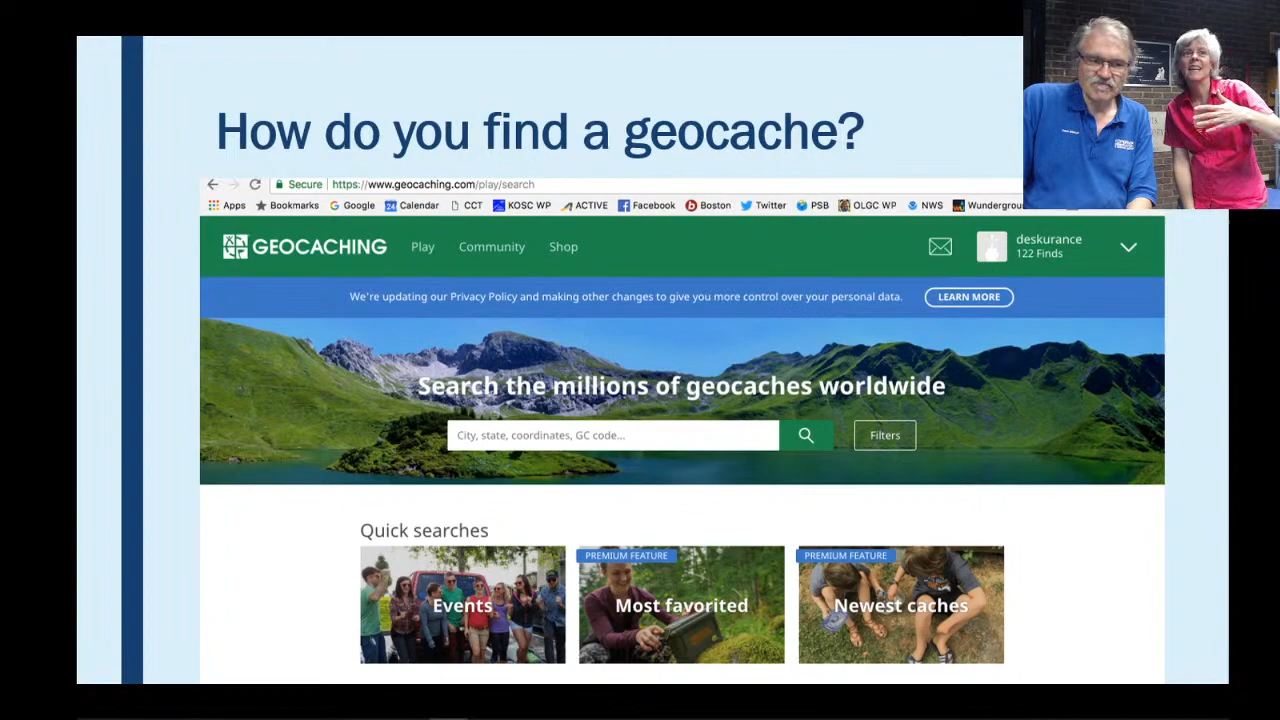 How do you find a geocache?
Secure https://www.geocaching.com/play/search
Apps Bookmarks Google Calendar CCT KOSC WP ACTIVE Facebook Boston Twitter PSB OLGC WP NWS
GEOCACHING Play Community Shop deskurance
122 Finds
We're updating our Privacy Policy and making other changes to give you more control over your personal data. LEARN MORE
Search the millions of geocaches worldwide
City, state, coordinates, GC code... Filters
Quick searches
PREMIUM FEATURE PREMIUM FEATURE
Events Most favorited Newest caches